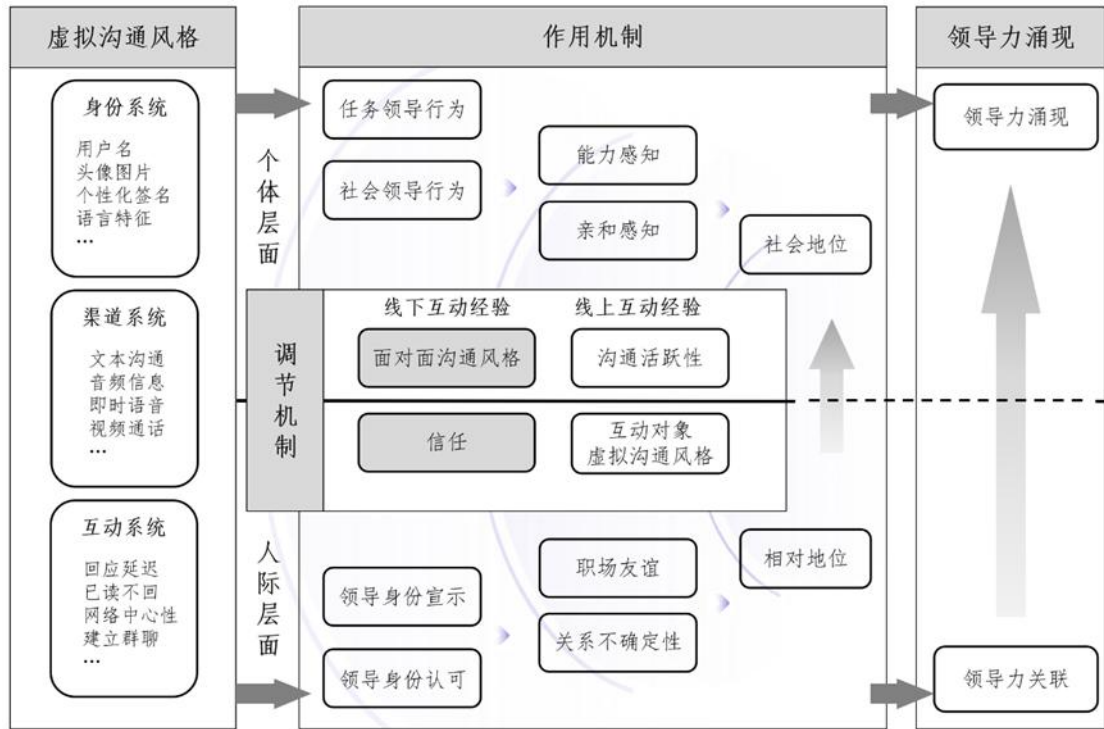 虚拟沟通风格
身份系统
用户名
头像图片
个性化签名
语言特征
...
渠道系统
文本沟通
音频信息
即时语音
视频通话
...
互动系统
回应延迟
已读不回
网络中心性
建立群聊
...
个体层面
人际层面
作用机制
任务领导行为
社会领导行为
能力感知
亲和感知
社会地位
调节机制
线下互动经验
线上互动经验
面对面沟通风格
沟通活跃性
信任
互动对象
虚拟沟通风格
领导身份宣示
领导身份认可
职场友谊
关系不确定性
相对地位
领导力涌现
领导力涌现
领导力关联